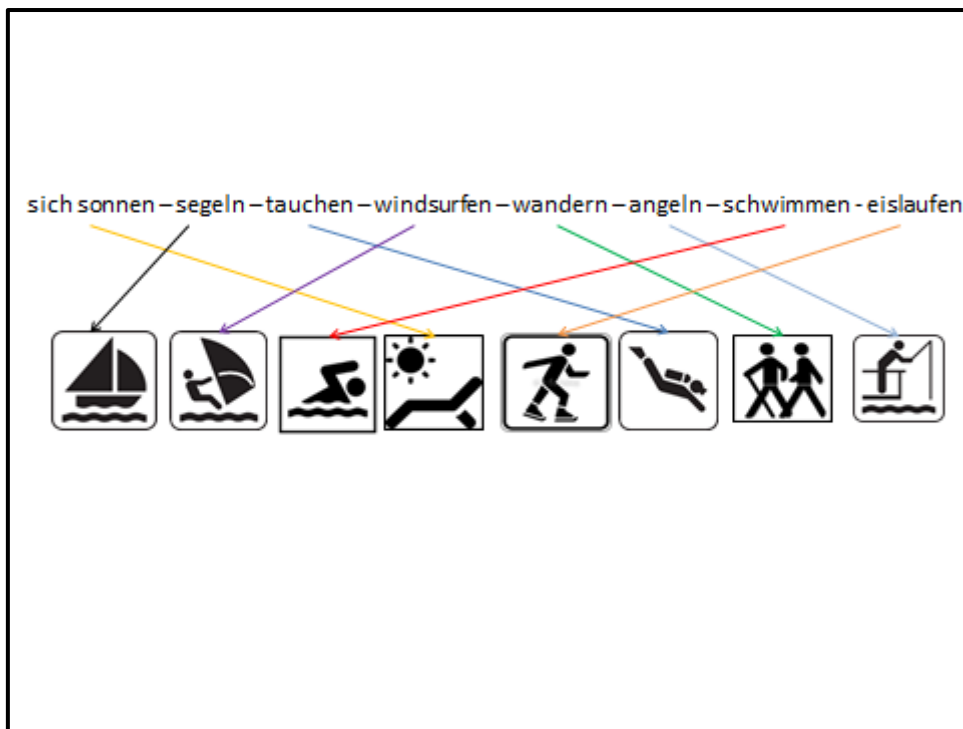 sich sonnen – segeln – tauchen – windsurfen – wandern – angeln – schwimmen - eislaufen